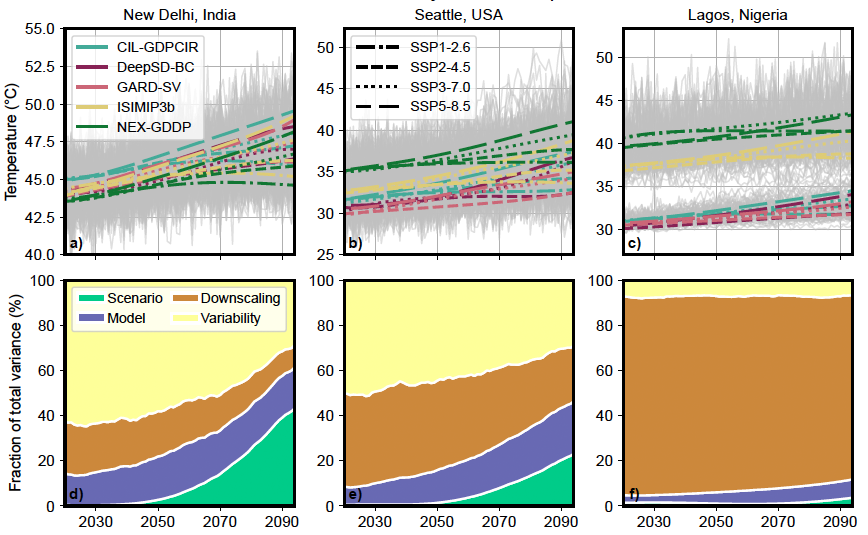 New Delhi, India
Seattle, USA
Lagos, Nigeria
Temperature (°C)
55.0
52.5
50.0
47.5
45.0
42.5
40.0
CIL-GDPCIR
DeepSD-BC
GARD-SV
ISIMIP3b
NEX-GDDP
a)
50
45
40
35
30
25
SSP1-2.6
SSP2-4.5
SSP3-7.0
SSP5-8.5
b)
50
45
40
35
30
c)
Fraction of total variance (%)
100
80
60
40
20
0
Scenario
Model
Downscaling
Variability
d)
2030
2050
2070
2090
100
80
60
40
20
0
e)
2030
2050
2070
2090
100
80
60
40
20
0
f)
2030
2050
2070
2090